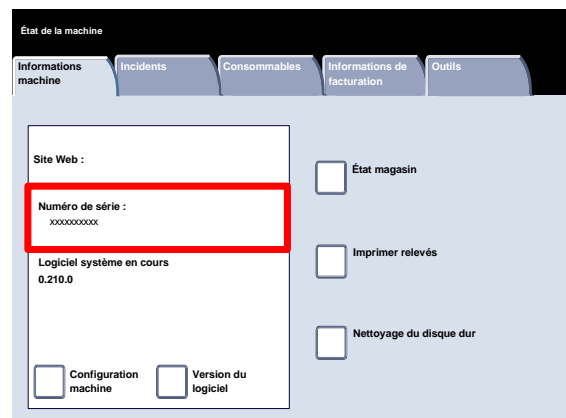 État de la machine
Informations
machine
Incidents
Consommables
Informations de
facturation
Outils
Site Web :
Numéro de série :
xxxxxxxxxx
Logiciel système en cours
0.210.0
Configuration
machine
Version du
logiciel
État magasin
Imprimer relevés
Nettoyage du disque dur